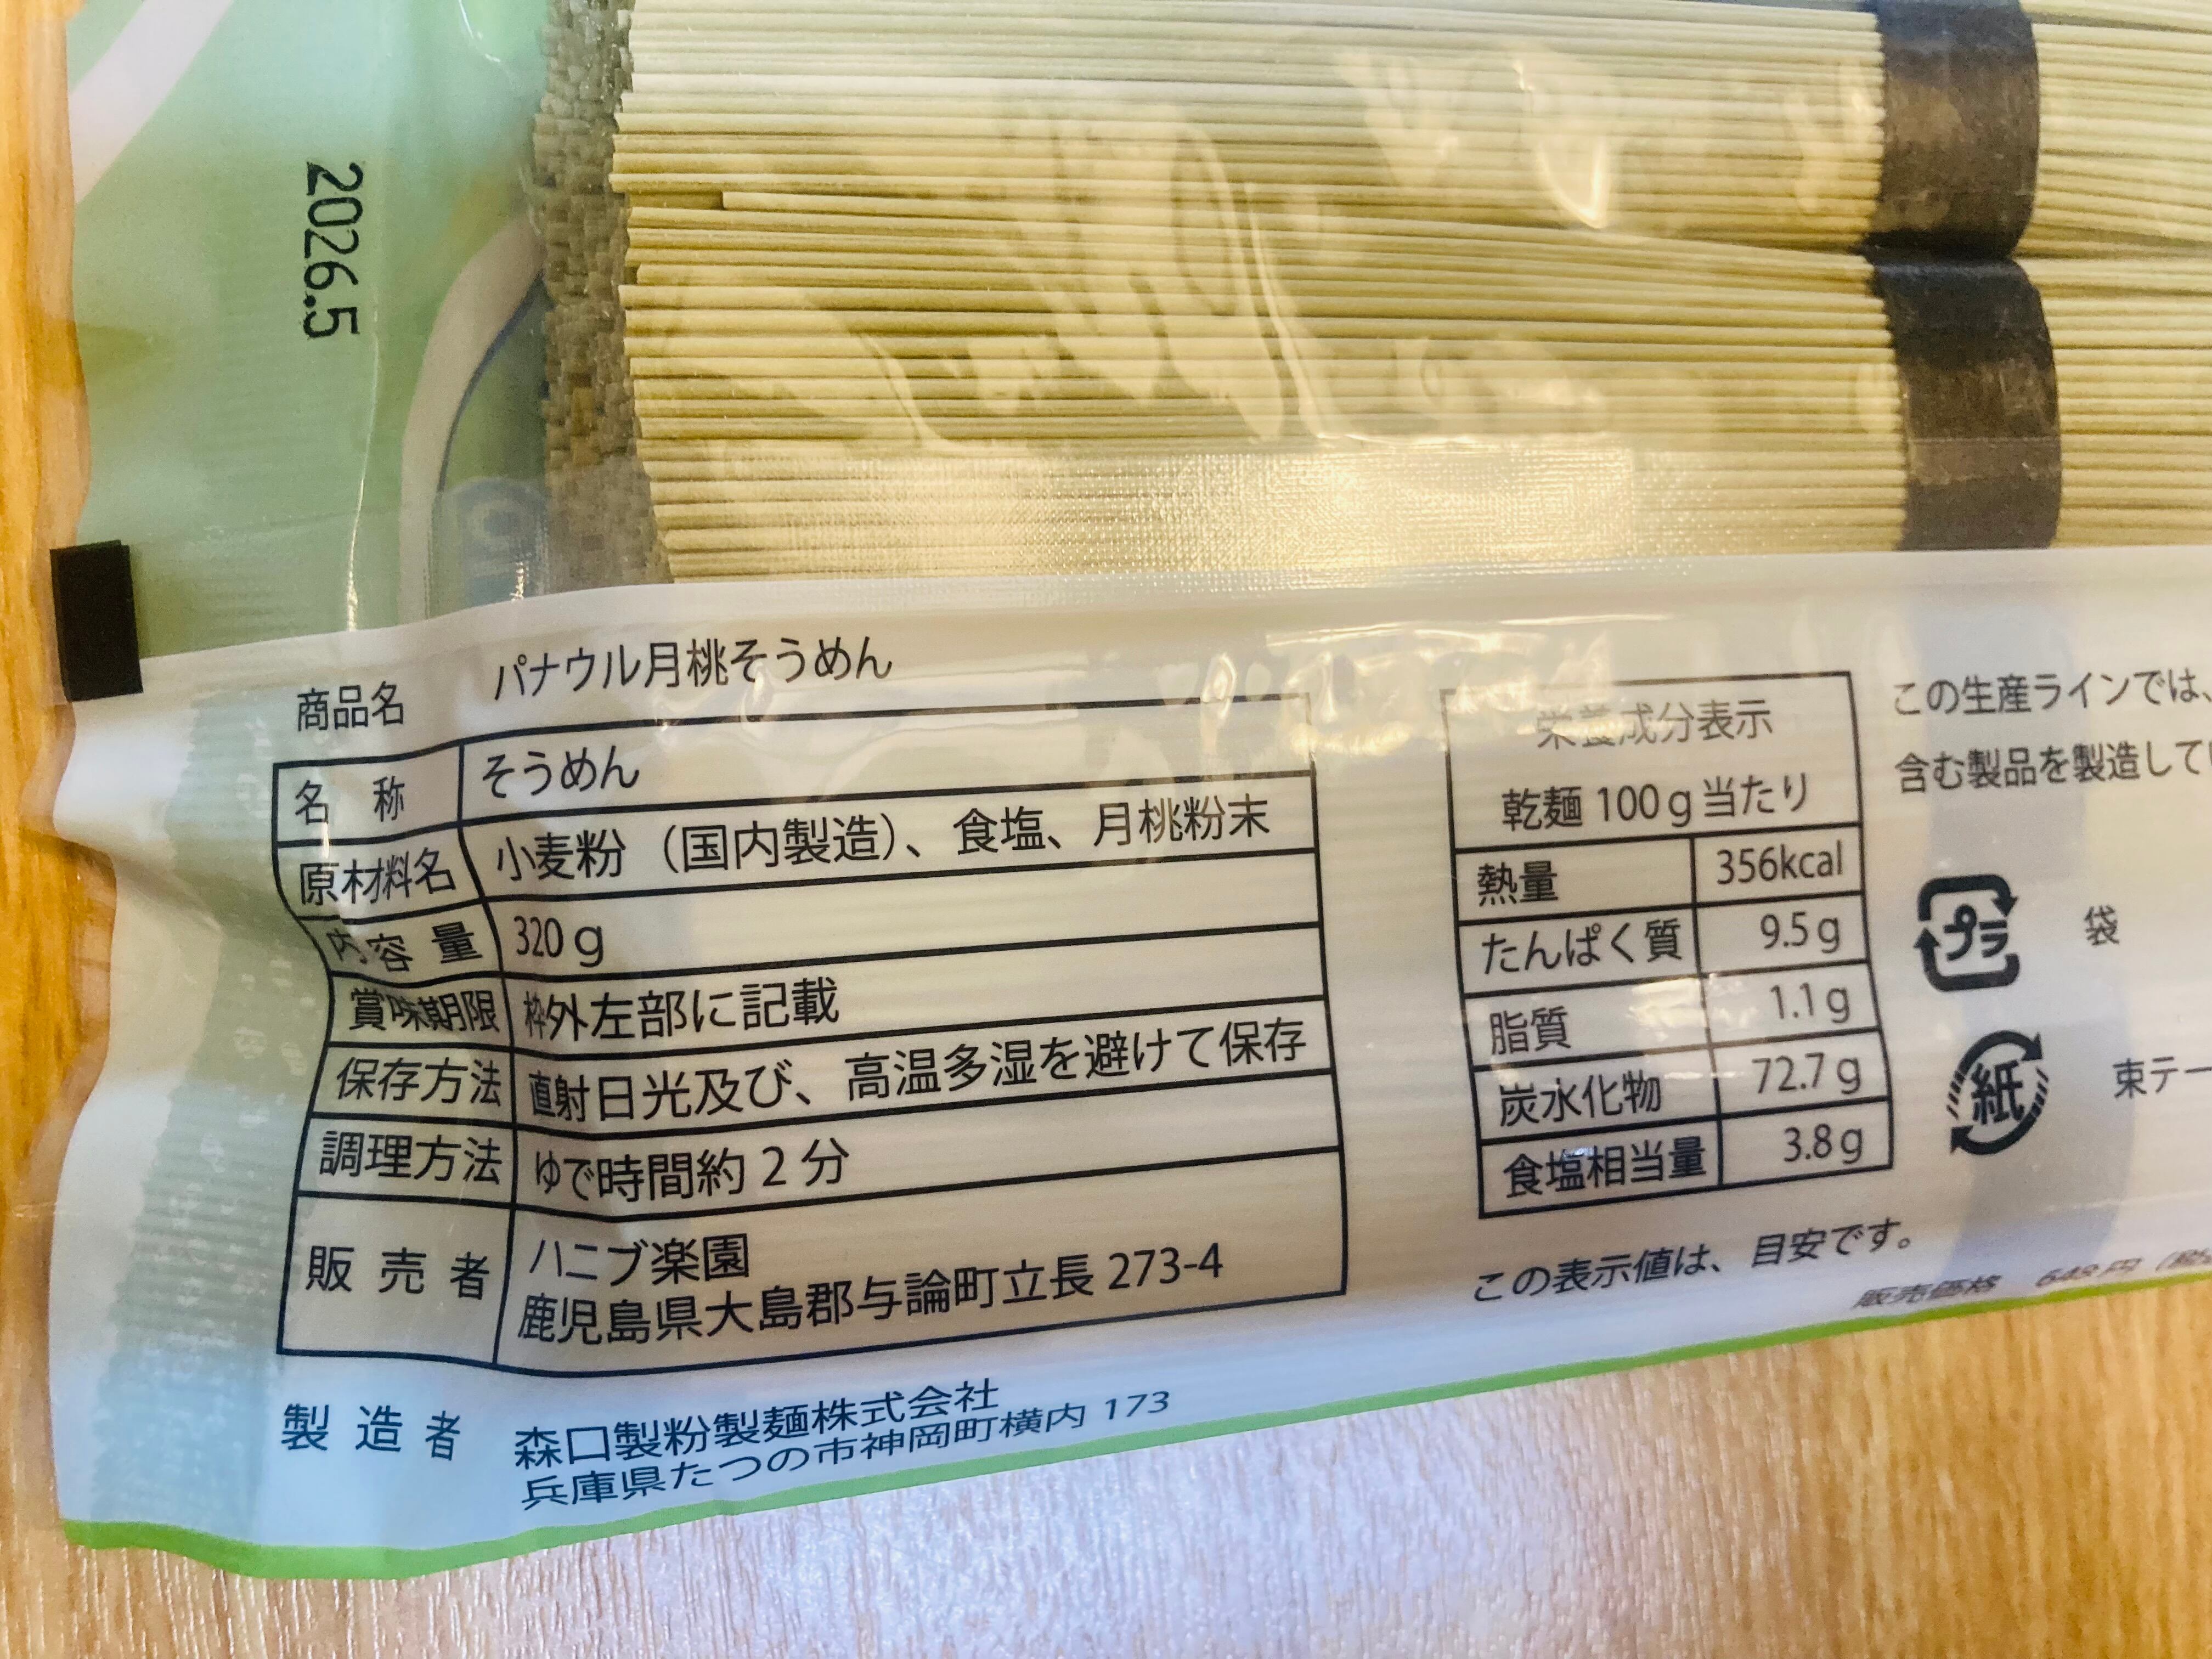 2026.5
商品名 パナウル月桃そうめん
名 称 そうめん
原材料名 小麦粉（国内製造）、食塩、月桃粉末
内容量 320g
賞味期限 枠外左部に記載
保存方法 直射日光及び、高温多湿を避けて保存
調理方法 ゆで時間約2分
販売者 ハニブ楽園
鹿児島県大島郡与論町立長 273-4
製造者 森口製粉製麺株式会社
兵庫県たつの市神岡町横内 173
栄養成分表示
乾麺 100g 当たり
熱量 356kcal
たんぱく質 9.5g
脂質 1.1g
炭水化物 72.7g
食塩相当量 3.8g
この表示値は、目安です。
販売価格 648円
この生産ラインでは、
含む製品を製造して
プラ 袋
紙 束テー